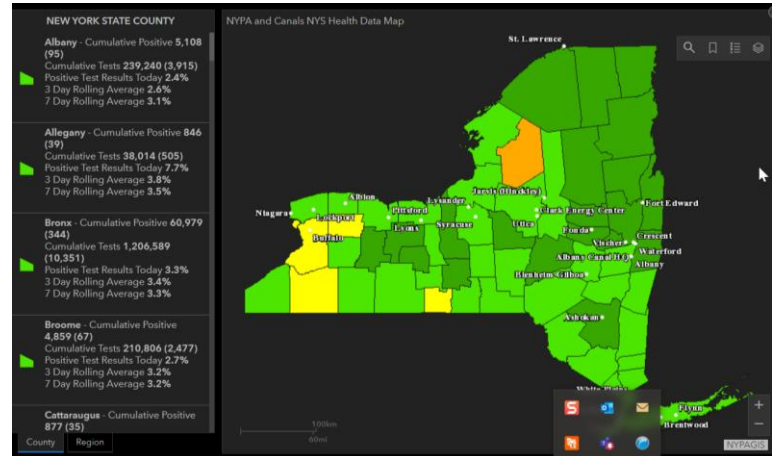 NEW YORK STATE COUNTY
Albany - Cumulative Positive 5,108
(95)
Cumulative Tests 239,240 (3,915)
Positive Test Results Today 2.4%
3 Day Rolling Average 2.6%
7 Day Rolling Average 3.1%
Allegany - Cumulative Positive 846
(39)
Cumulative Tests 38,014 (505)
Positive Test Results Today 7.7%
3 Day Rolling Average 3.8%
7 Day Rolling Average 3.5%
Bronx - Cumulative Positive 60,979
(344)
Cumulative Tests 1,206,589
(10,351)
Positive Test Results Today 3.3%
3 Day Rolling Average 3.4%
7 Day Rolling Average 3.3%
Broome - Cumulative Positive
4,859 (67)
Cumulative Tests 210,806 (2,477)
Positive Test Results Today 2.7%
3 Day Rolling Average 3.2%
7 Day Rolling Average 3.2%
Cattaraugus - Cumulative Positive
877 (35)
County
Region
NYPA and Canals NYS Health Data Map
St. Lawrence
Jarvis (Hinckley)
Albion
Lysander
Niagara
Lockport
Pittsford
Clark Energy Center
Fort Edward
Buffalo
Lyons
Syracuse
Utica
Fonda
Vischer
Crescent
Waterford
Albany Canal H.Q
Albany
Blenheim-Gilboa
Ashokan
White Plains
Flynn
Brentwood
100km
60mi
NYPAGIS